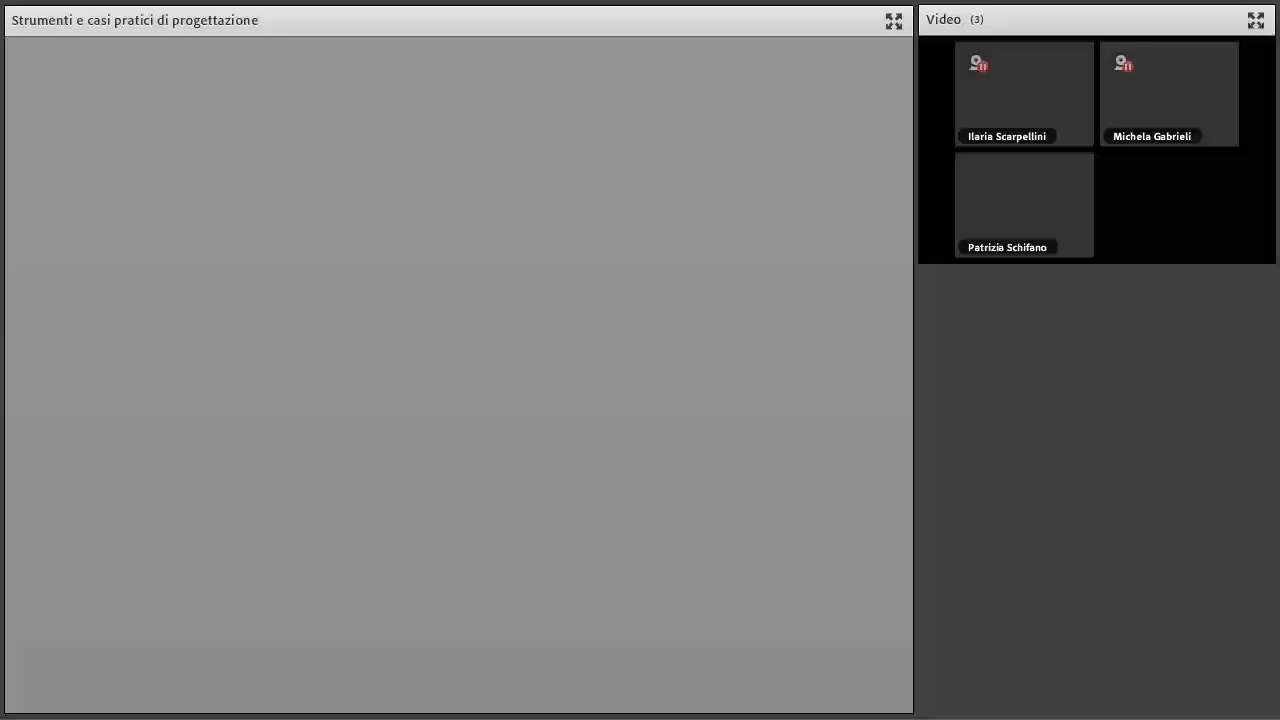 Strumenti e casi pratici di progettazione
Video (3)
Ilaria Scarpellini
Michela Gabrieli
Patrizia Schifano